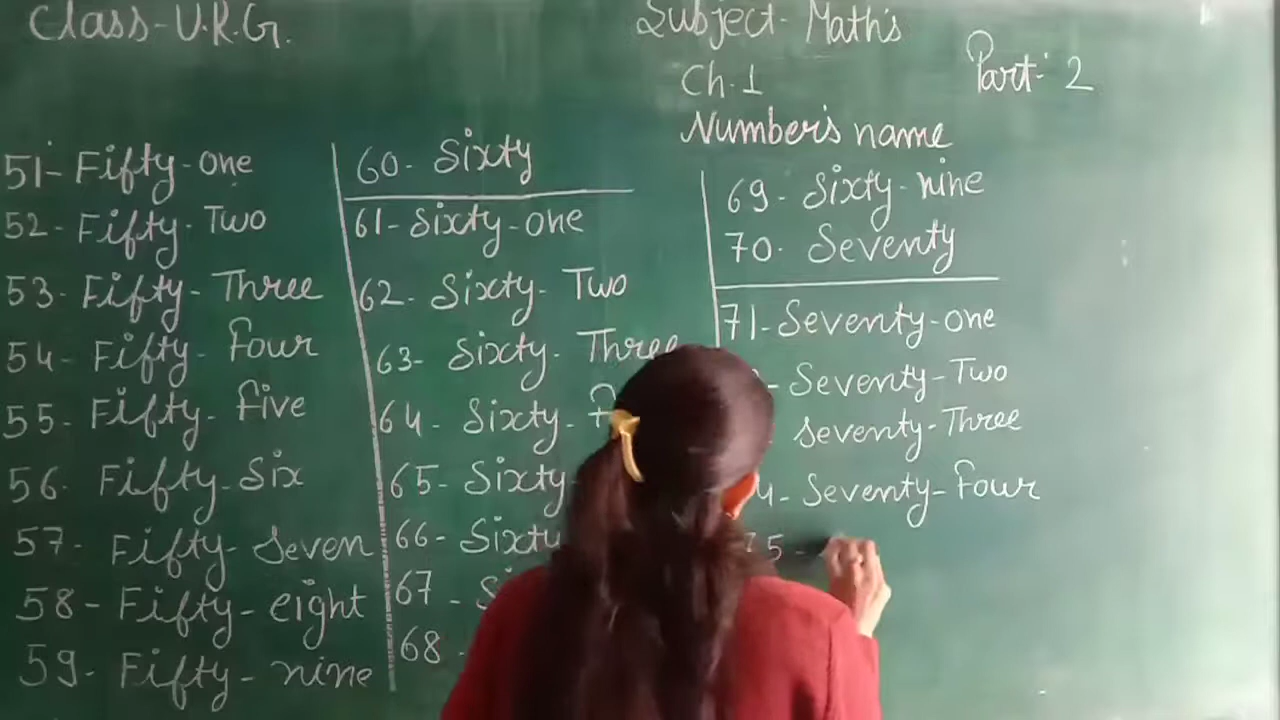 Class-U.K.G.
Subject- Maths
Ch.1
Part- 2
Number's name
51- Fifty-one
52- Fifty-Two
53- Fifty-Three
54- Fifty-Four
55- Fifty-Five
56- Fifty-Six
57- Fifty-Seven
58- Fifty-eight
59- Fifty-nine
60- Sixty
61- Sixty-one
62- Sixty-Two
63- Sixty-Three
64- Sixty-
65- Sixty-
66- Sixty
67-
68-
69- Sixty-nine
70- Seventy
71- Seventy-one
- Seventy-Two
Seventy-Three
4- Seventy-Four
75-